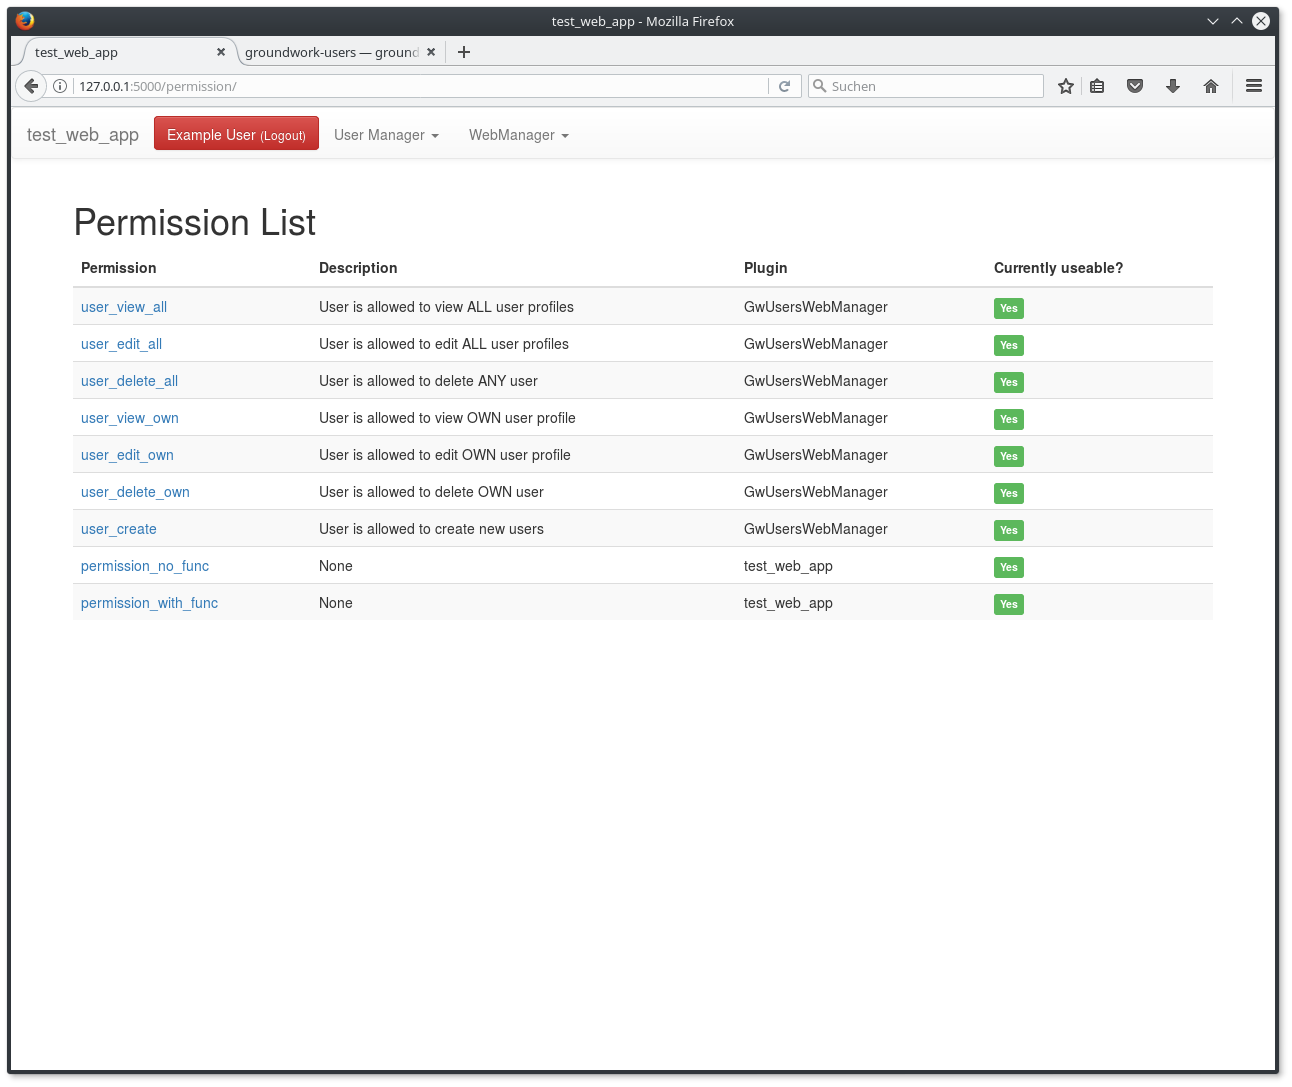 test_web_app - Mozilla Firefox
test_web_app groundwork-users — ground
127.0.0.1:5000/permission/ Suchen
test_web_app Example User (Logout) User Manager WebManager
Permission List
Permission Description Plugin Currently useable?
user_view_all User is allowed to view ALL user profiles GwUsersWebManager Yes
user_edit_all User is allowed to edit ALL user profiles GwUsersWebManager Yes
user_delete_all User is allowed to delete ANY user GwUsersWebManager Yes
user_view_own User is allowed to view OWN user profile GwUsersWebManager Yes
user_edit_own User is allowed to edit OWN user profile GwUsersWebManager Yes
user_delete_own User is allowed to delete OWN user GwUsersWebManager Yes
user_create User is allowed to create new users GwUsersWebManager Yes
permission_no_func None test_web_app Yes
permission_with_func None test_web_app Yes